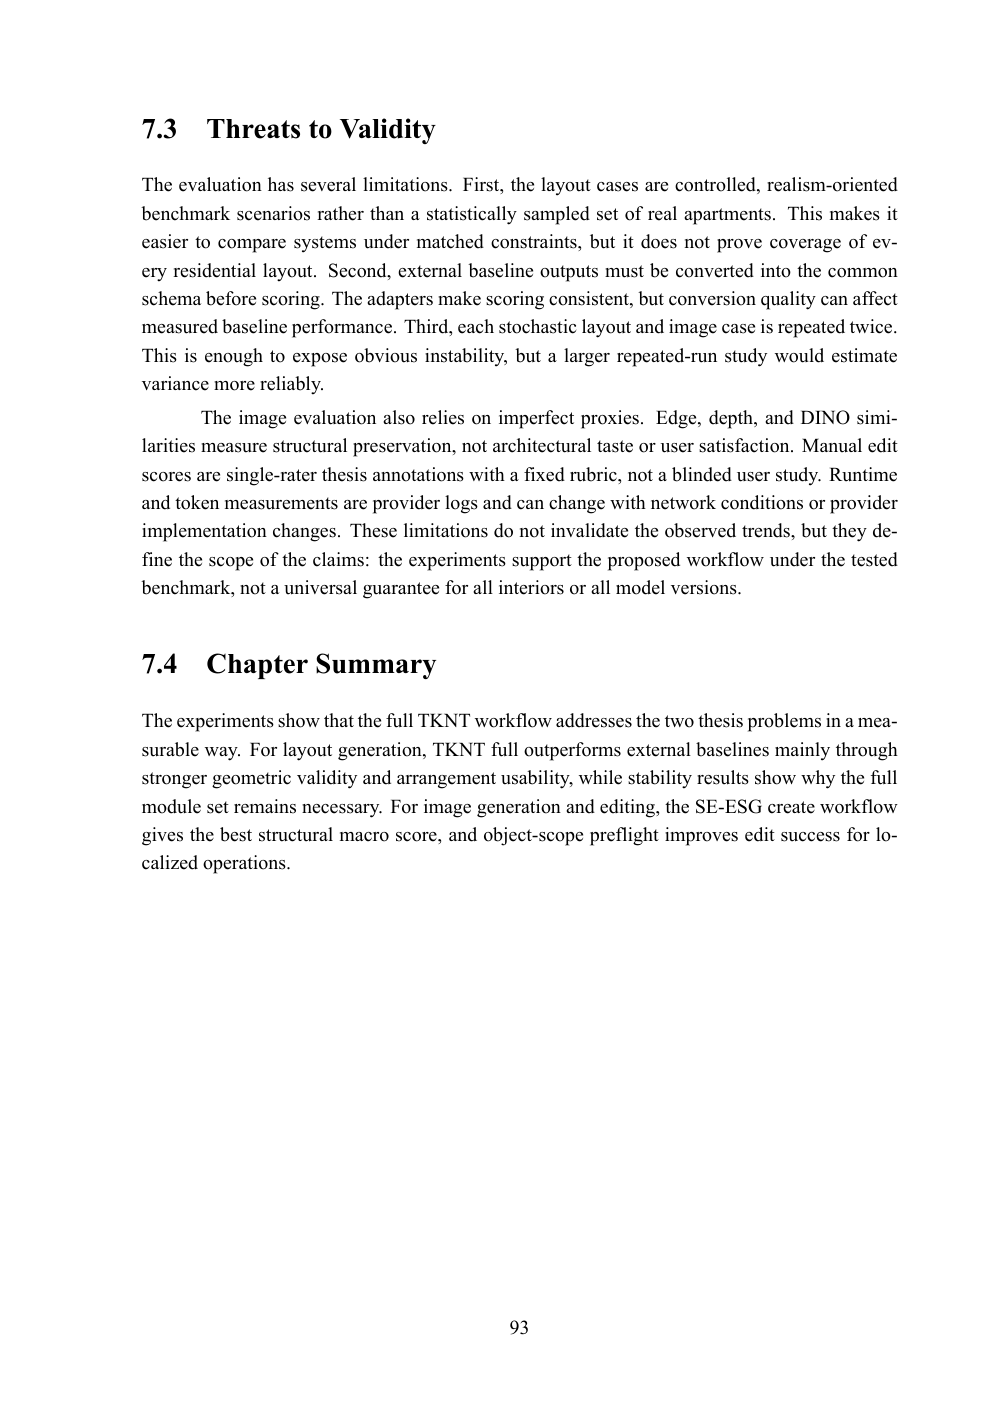 7.3 Threats to Validity
The evaluation has several limitations. First, the layout cases are controlled, realism-oriented
benchmark scenarios rather than a statistically sampled set of real apartments. This makes it
easier to compare systems under matched constraints, but it does not prove coverage of ev-
ery residential layout. Second, external baseline outputs must be converted into the common
schema before scoring. The adapters make scoring consistent, but conversion quality can affect
measured baseline performance. Third, each stochastic layout and image case is repeated twice.
This is enough to expose obvious instability, but a larger repeated-run study would estimate
variance more reliably.
The image evaluation also relies on imperfect proxies. Edge, depth, and DINO simi-
larities measure structural preservation, not architectural taste or user satisfaction. Manual edit
scores are single-rater thesis annotations with a fixed rubric, not a blinded user study. Runtime
and token measurements are provider logs and can change with network conditions or provider
implementation changes. These limitations do not invalidate the observed trends, but they de-
fine the scope of the claims: the experiments support the proposed workflow under the tested
benchmark, not a universal guarantee for all interiors or all model versions.
7.4 Chapter Summary
The experiments show that the full TKNT workflow addresses the two thesis problems in a mea-
surable way. For layout generation, TKNT full outperforms external baselines mainly through
stronger geometric validity and arrangement usability, while stability results show why the full
module set remains necessary. For image generation and editing, the SE-ESG create workflow
gives the best structural macro score, and object-scope preflight improves edit success for lo-
calized operations.
93